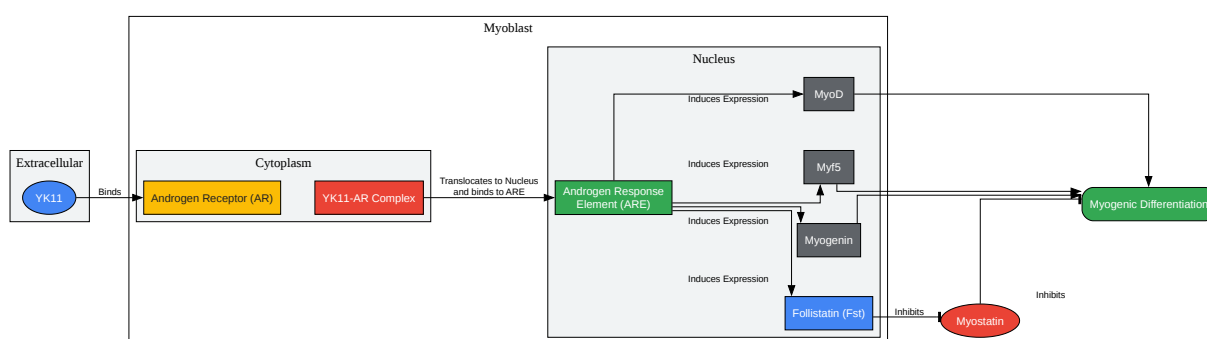 Myoblast
Nucleus
Induces Expression
MyoD
Extracellular
YK11
Binds
Cytoplasm
Androgen Receptor (AR)
YK11-AR Complex
Translocates to Nucleus
and binds to ARE
Androgen Response
Element (ARE)
Induces Expression
Myf5
Induces Expression
Myogenin
Myogenic Differentiation
Induces Expression
Follistatin (Fst)
Inhibits
Myostatin
Inhibits